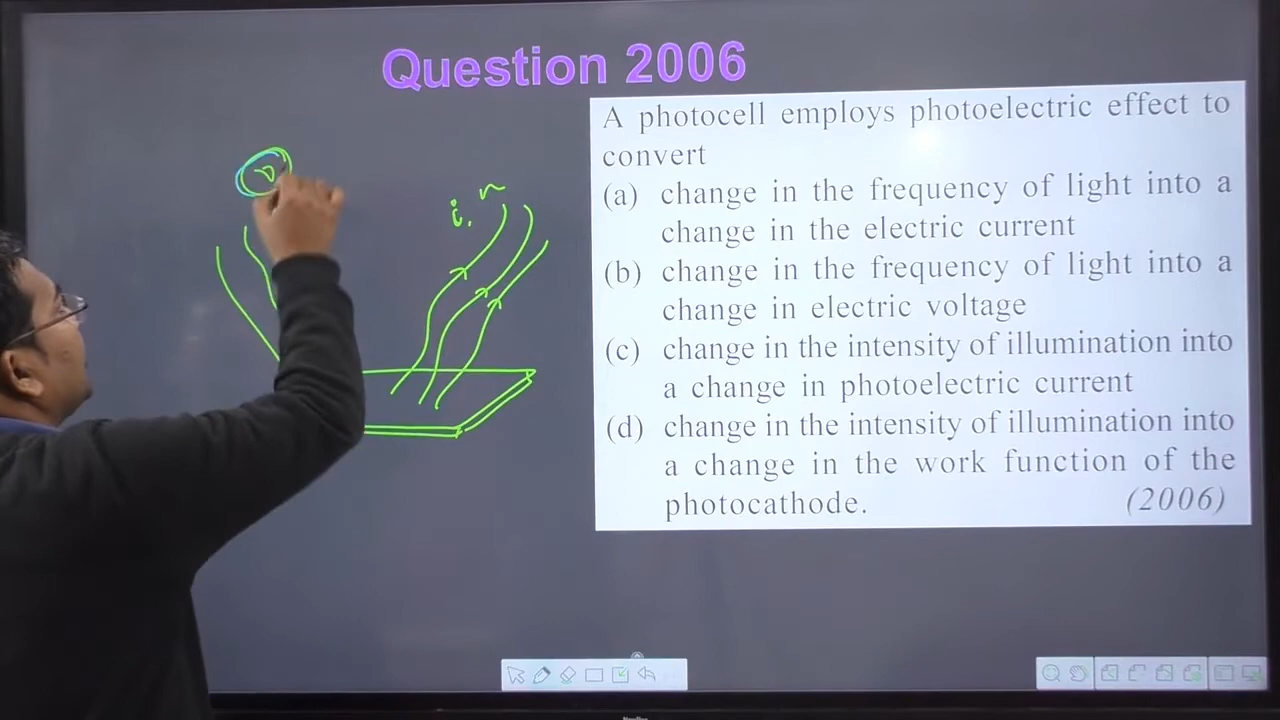 Question 2006
A photocell employs photoelectric effect to
convert
(a) change in the frequency of light into a
change in the electric current
(b) change in the frequency of light into a
change in electric voltage
(c) change in the intensity of illumination into
a change in photoelectric current
(d) change in the intensity of illumination into
a change in the work function of the
photocathode. (2006)